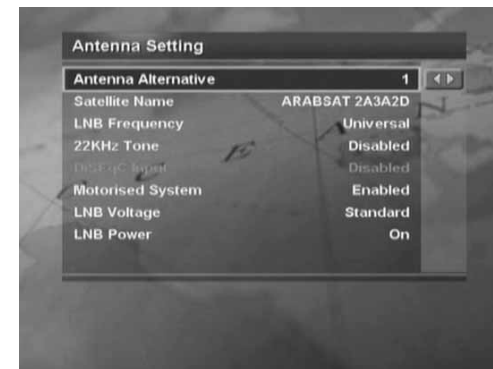 Antenna Setting
Antenna Alternative 1
Satellite Name ARABSAT 2A3A2D
LNB Frequency Universal
22KHz Tone Disabled
DiSEqC Input Disabled
Motorised System Enabled
LNB Voltage Standard
LNB Power On